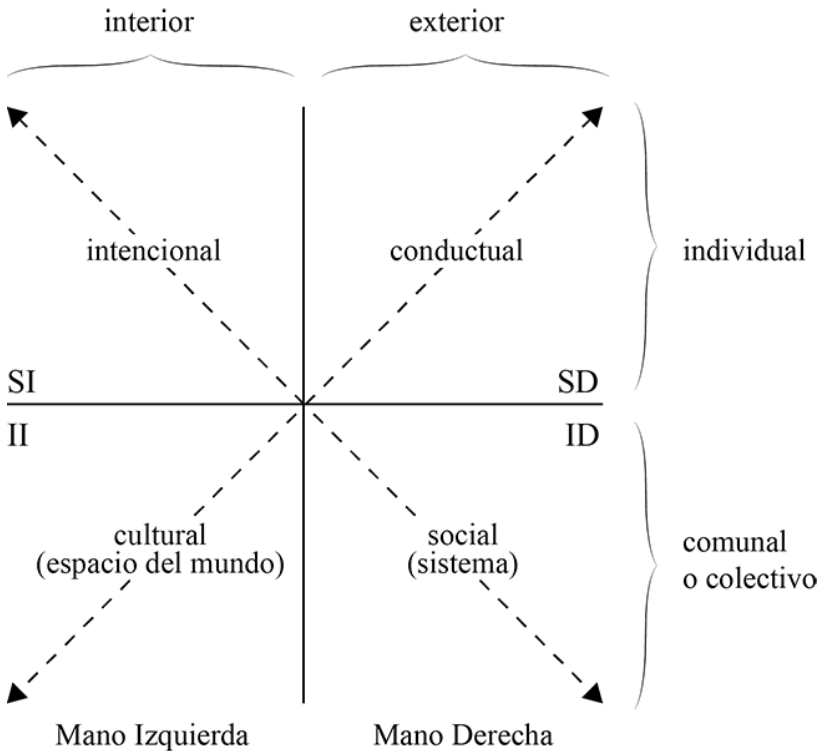 interior
exterior
intencional
conductual
individual
SI
SD
II
ID
cultural
(espacio del mundo)
social
(sistema)
comunal
o colectivo
Mano Izquierda
Mano Derecha